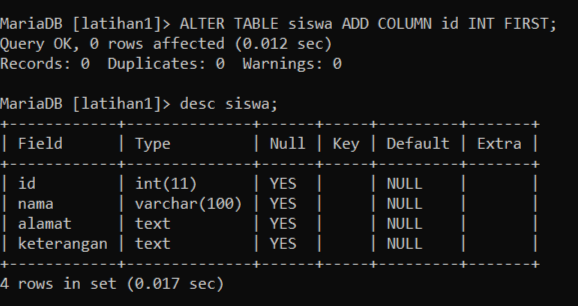 MariaDB [latihan1]> ALTER TABLE siswa ADD COLUMN id INT FIRST;
Query OK, 0 rows affected (0.012 sec)
Records: 0  Duplicates: 0  Warnings: 0

MariaDB [latihan1]> desc siswa;
+------------+--------------+------+-----+---------+-------+
| Field      | Type         | Null | Key | Default | Extra |
+------------+--------------+------+-----+---------+-------+
| id         | int(11)      | YES  |     | NULL    |       |
| nama       | varchar(100) | YES  |     | NULL    |       |
| alamat     | text         | YES  |     | NULL    |       |
| keterangan | text         | YES  |     | NULL    |       |
+------------+--------------+------+-----+---------+-------+
4 rows in set (0.017 sec)